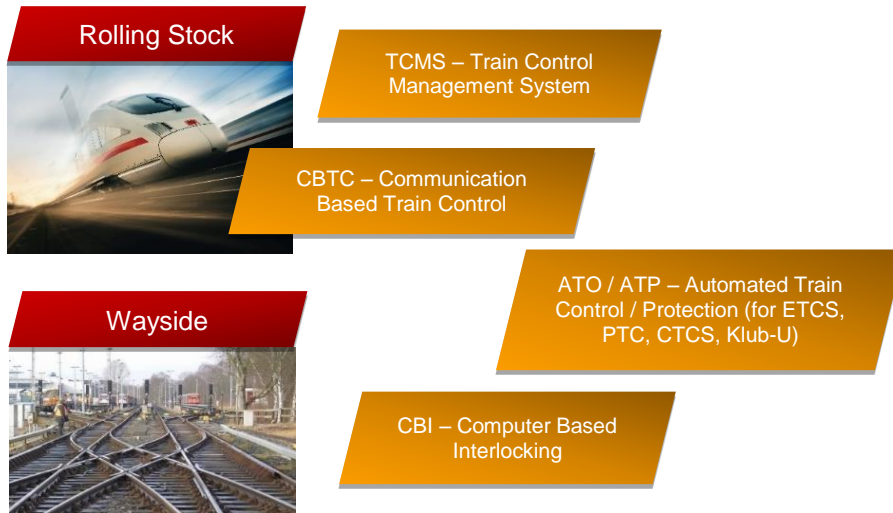 Rolling Stock
TCMS – Train Control
Management System
CBTC – Communication
Based Train Control
ATO / ATP – Automated Train
Control / Protection (for ETCS,
PTC, CTCS, Klub-U)
Wayside
CBI – Computer Based
Interlocking